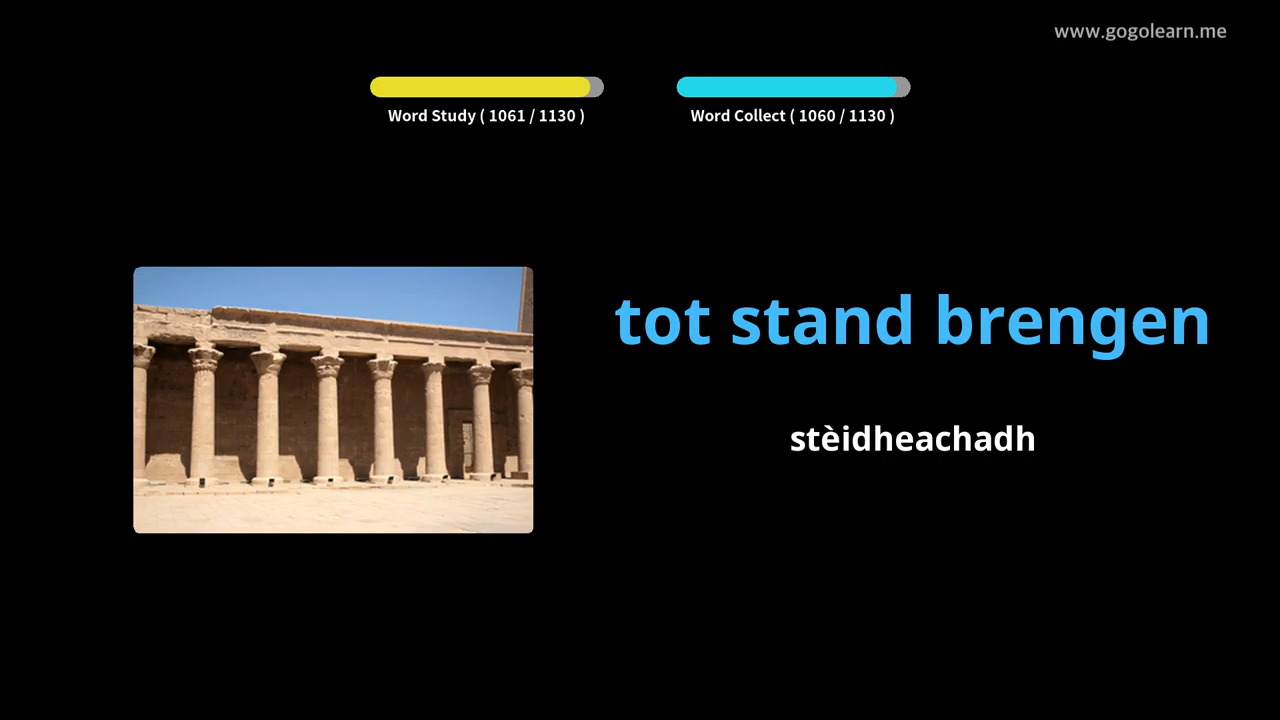 www.gogolearn.me
Word Study ( 1061 / 1130 )
Word Collect ( 1060 / 1130 )
tot stand brengen
stèidheachadh